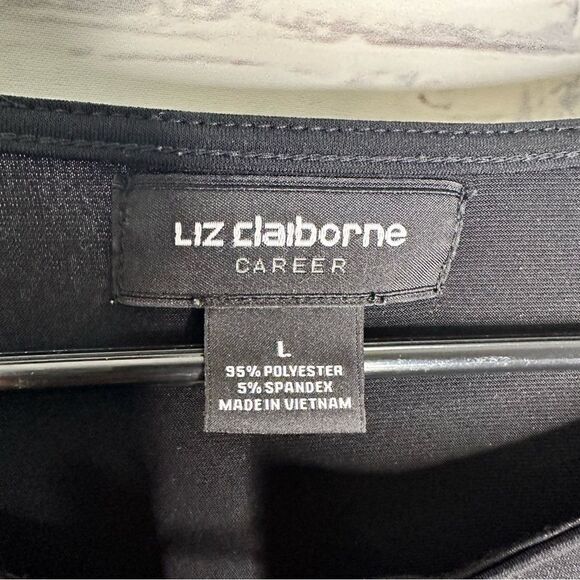 Liz claiborne
CAREER
L
95% POLYESTER
5% SPANDEX
MADE IN VIETNAM